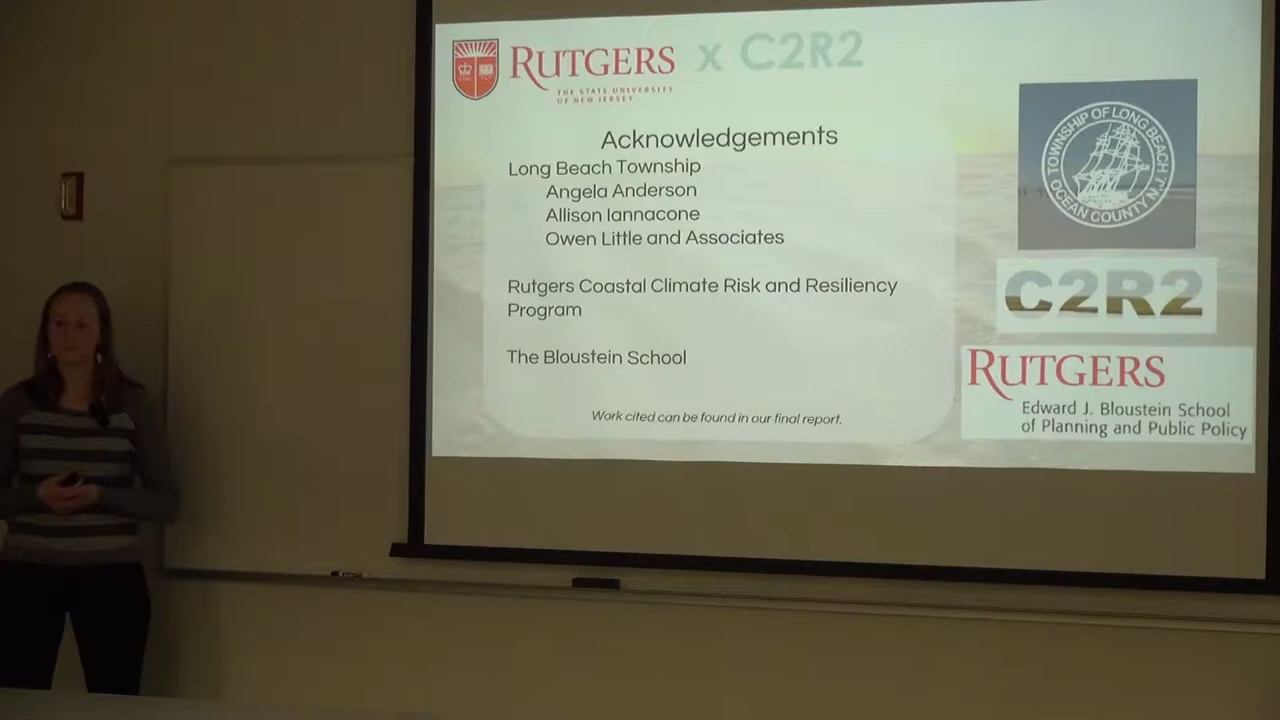 RUTGERS x C2R2
THE STATE UNIVERSITY
OF NEW JERSEY
Acknowledgements
Long Beach Township
Angela Anderson
Allison Iannacone
Owen Little and Associates
Rutgers Coastal Climate Risk and Resiliency
Program
The Bloustein School
Work cited can be found in our final report.
TOWNSHIP OF LONG BEACH
OCEAN COUNTY N.J.
C2R2
RUTGERS
Edward J. Bloustein School
of Planning and Public Policy